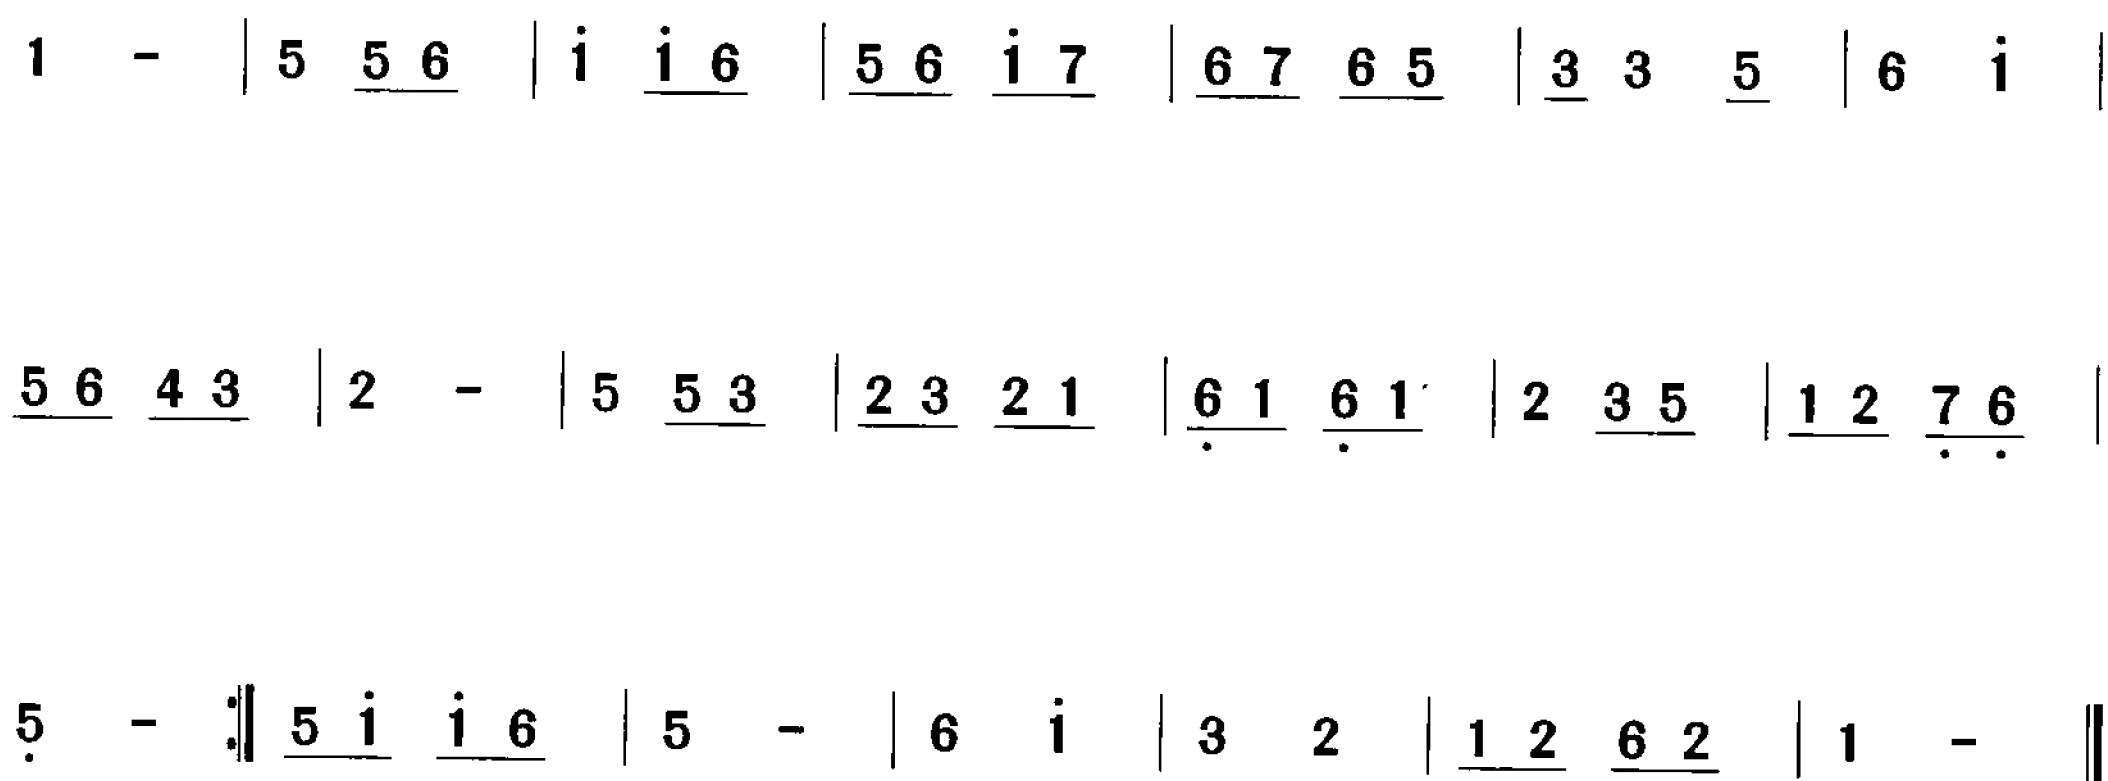 1 - | 5 5 6 | i i 6 | 5 6 i 7 | 6 7 6 5 | 3 3 5 | 6 i |
5 6 4 3 | 2 - | 5 5 3 | 2 3 2 1 | 6̣ 1 6̣ 1 | 2 3 5 | 1 2 7̣ 6̣ |
5̣ - :‖ 5 i i 6 | 5 - | 6 i | 3 2 | 1 2 6 2 | 1 - ‖